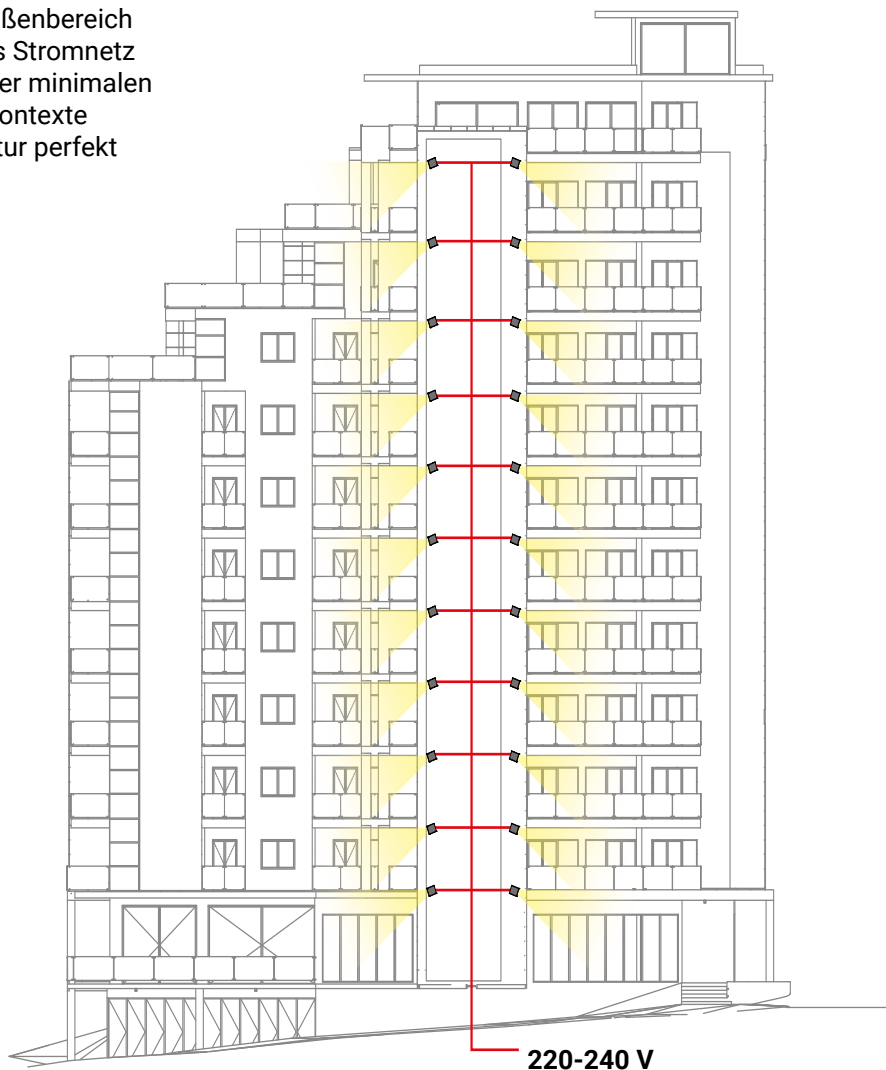 ßenbereich
s Stromnetz
er minimalen
ontexte
tur perfekt
220-240 V